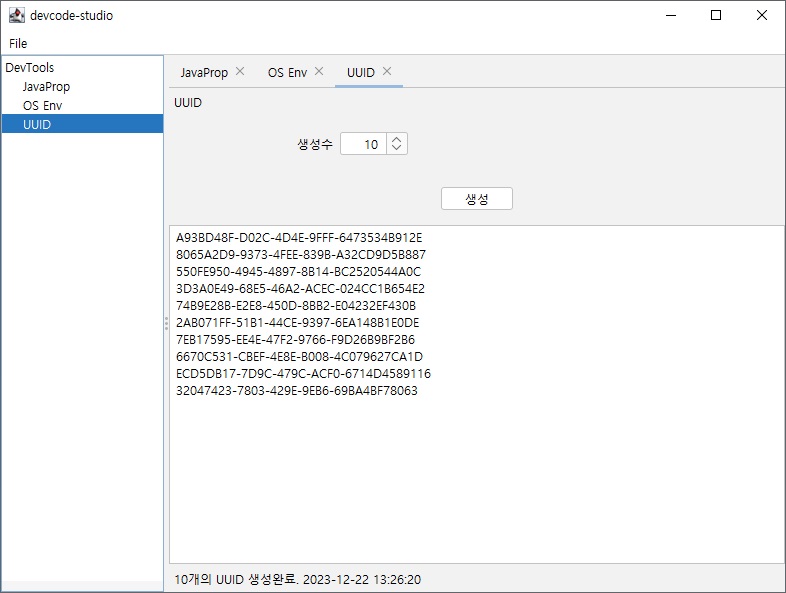 devcode-studio
File
DevTools
JavaProp
OS Env
UUID
JavaProp
OS Env
UUID
UUID
생성수 10
생성
A93BD48F-D02C-4D4E-9FFF-6473534B912E
8065A2D9-9373-4FEE-839B-A32CD9D5B887
550FE950-4945-4897-8B14-BC2520544A0C
3D3A0E49-68E5-46A2-ACEC-024CC1B654E2
74B9E28B-E2E8-450D-8BB2-E04232EF430B
2AB071FF-51B1-44CE-9397-6EA148B1E0DE
7EB17595-EE4E-47F2-9766-F9D26B9BF2B6
6670C531-CBEF-4E8E-B008-4C079627CA1D
ECD5DB17-7D9C-479C-ACF0-6714D4589116
32047423-7803-429E-9EB6-69BA4BF78063
10개의 UUID 생성완료. 2023-12-22 13:26:20